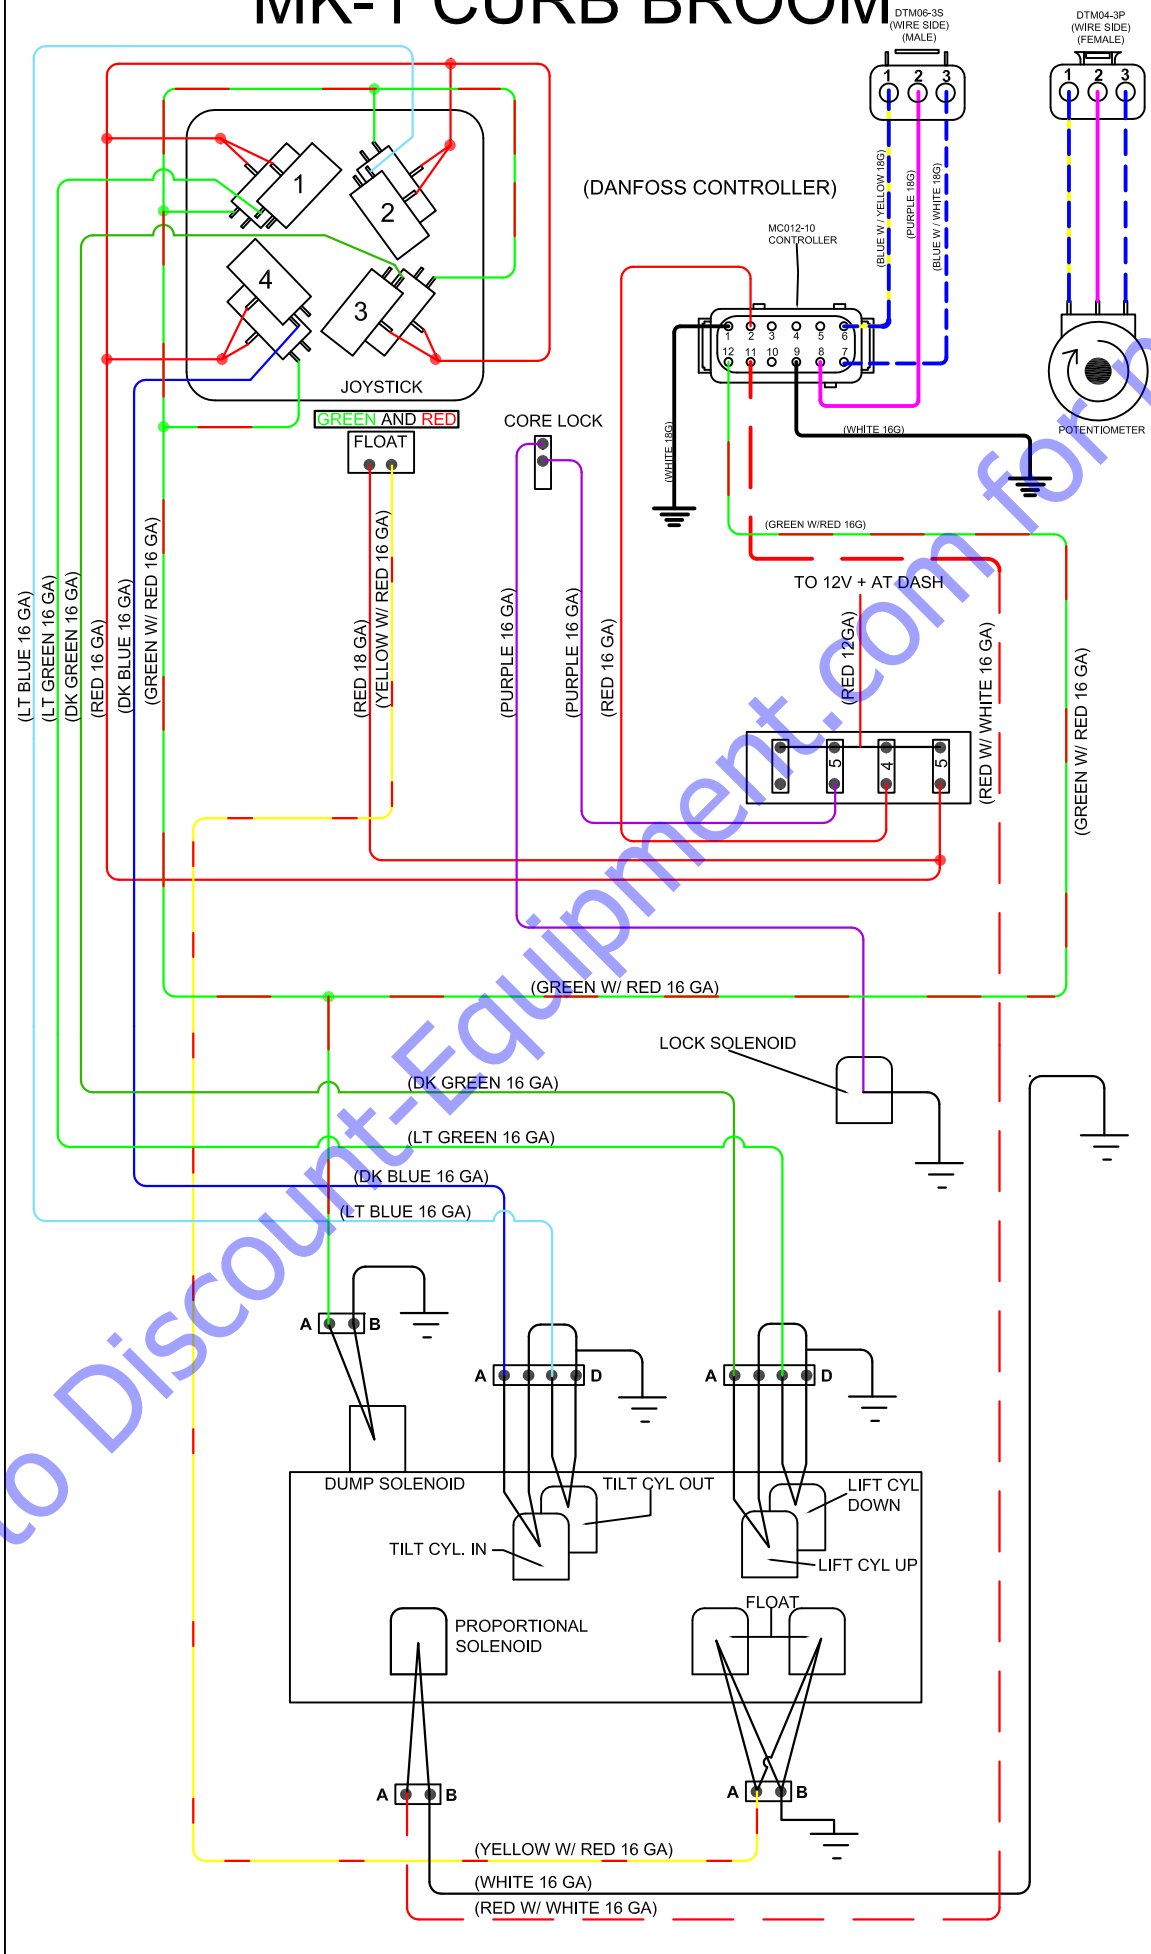 MK-1 CURB BROOM
DTM06-3S
(WIRE SIDE)
(MALE)
DTM04-3P
(WIRE SIDE)
(FEMALE)
1 2 3
1 2 3
(BLUE W / YELLOW 18G)
(PURPLE 18G)
(BLUE W / WHITE 18G)
(DANFOSS CONTROLLER)
MC012-10
CONTROLLER
1
2
3
4
1 2 3 4 5 6
12 11 10 9 8 7
JOYSTICK
GREEN AND RED
FLOAT
CORE LOCK
(WHITE 18G)
(WHITE 16G)
POTENTIOMETER
(GREEN W/RED 16G)
TO 12V + AT DASH
(LT BLUE 16 GA)
(LT GREEN 16 GA)
(DK GREEN 16 GA)
(RED 16 GA)
(DK BLUE 16 GA)
(GREEN W/ RED 16 GA)
(RED 18 GA)
(YELLOW W/ RED 16 GA)
(PURPLE 16 GA)
(PURPLE 16 GA)
(RED 16 GA)
(RED 12GA)
(RED W/ WHITE 16 GA)
(GREEN W/ RED 16 GA)
5 4 5
(GREEN W/ RED 16 GA)
LOCK SOLENOID
(DK GREEN 16 GA)
(LT GREEN 16 GA)
(DK BLUE 16 GA)
(LT BLUE 16 GA)
A B
A D
A D
DUMP SOLENOID
TILT CYL OUT
LIFT CYL
DOWN
TILT CYL. IN
LIFT CYL UP
FLOAT
PROPORTIONAL
SOLENOID
A B
A B
(YELLOW W/ RED 16 GA)
(WHITE 16 GA)
(RED W/ WHITE 16 GA)
to Discount-Equipment.com for p